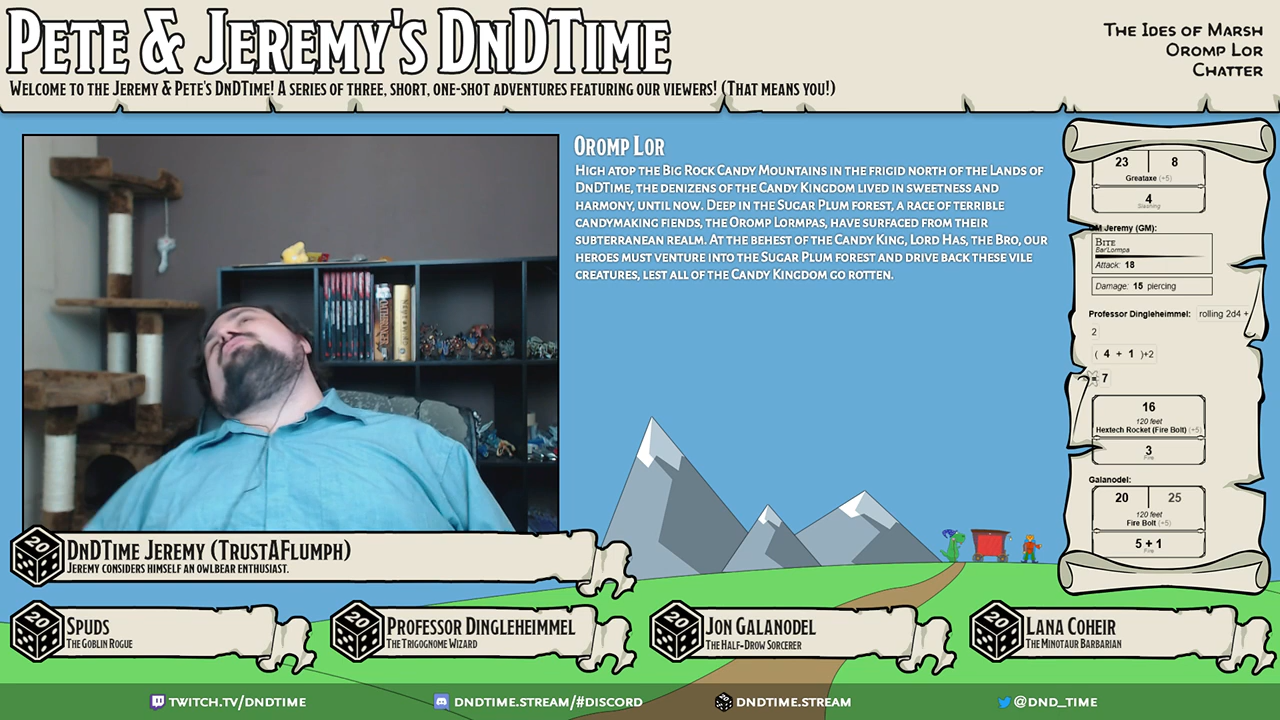 Pete & Jeremy's DnDTime
Welcome to the Jeremy & Pete's DnDTime! A series of three, short, one-shot adventures featuring our viewers! (That means you!)
The Ides of Marsh
Oromp Lor
Chatter
Oromp Lor
High atop the Big Rock Candy Mountains in the frigid north of the Lands of
DnDTime, the denizens of the Candy Kingdom lived in sweetness and
harmony, until now. Deep in the Sugar Plum Forest, a race of terrible
candymaking fiends, the Oromp Lormpas, have surfaced from their
subterranean realm. At the behest of the Candy King, Lord Has, the Bro, our
heroes must venture into the Sugar Plum Forest and drive back these vile
creatures, lest all of the Candy Kingdom go rotten.
23 8
Greataxe (+5)
4
Slashing
Jeremy (GM):
Bite
Bar'Lormpa
Attack: 18
Damage: 15 piercing
Professor Dingleheimmel: rolling 2d4 +
2
( 4 + 1 )+2
= 7
16
120 feet
Hextech Rocket (Fire Bolt) (+5)
3
Fire
Galanodel:
20 25
120 feet
Fire Bolt (+5)
5 + 1
Fire
20
DnDTime Jeremy (TrustAFlumph)
Jeremy considers himself an owlbear enthusiast.
20
Spuds
The Goblin Rogue
20
Professor Dingleheimmel
The Trigognome Wizard
20
Jon Galanodel
The Half-Drow Sorcerer
20
Lana Coheir
The Minotaur Barbarian
twitch.tv/dndtime
dndtime.stream/#discord
dndtime.stream
@dnd_time